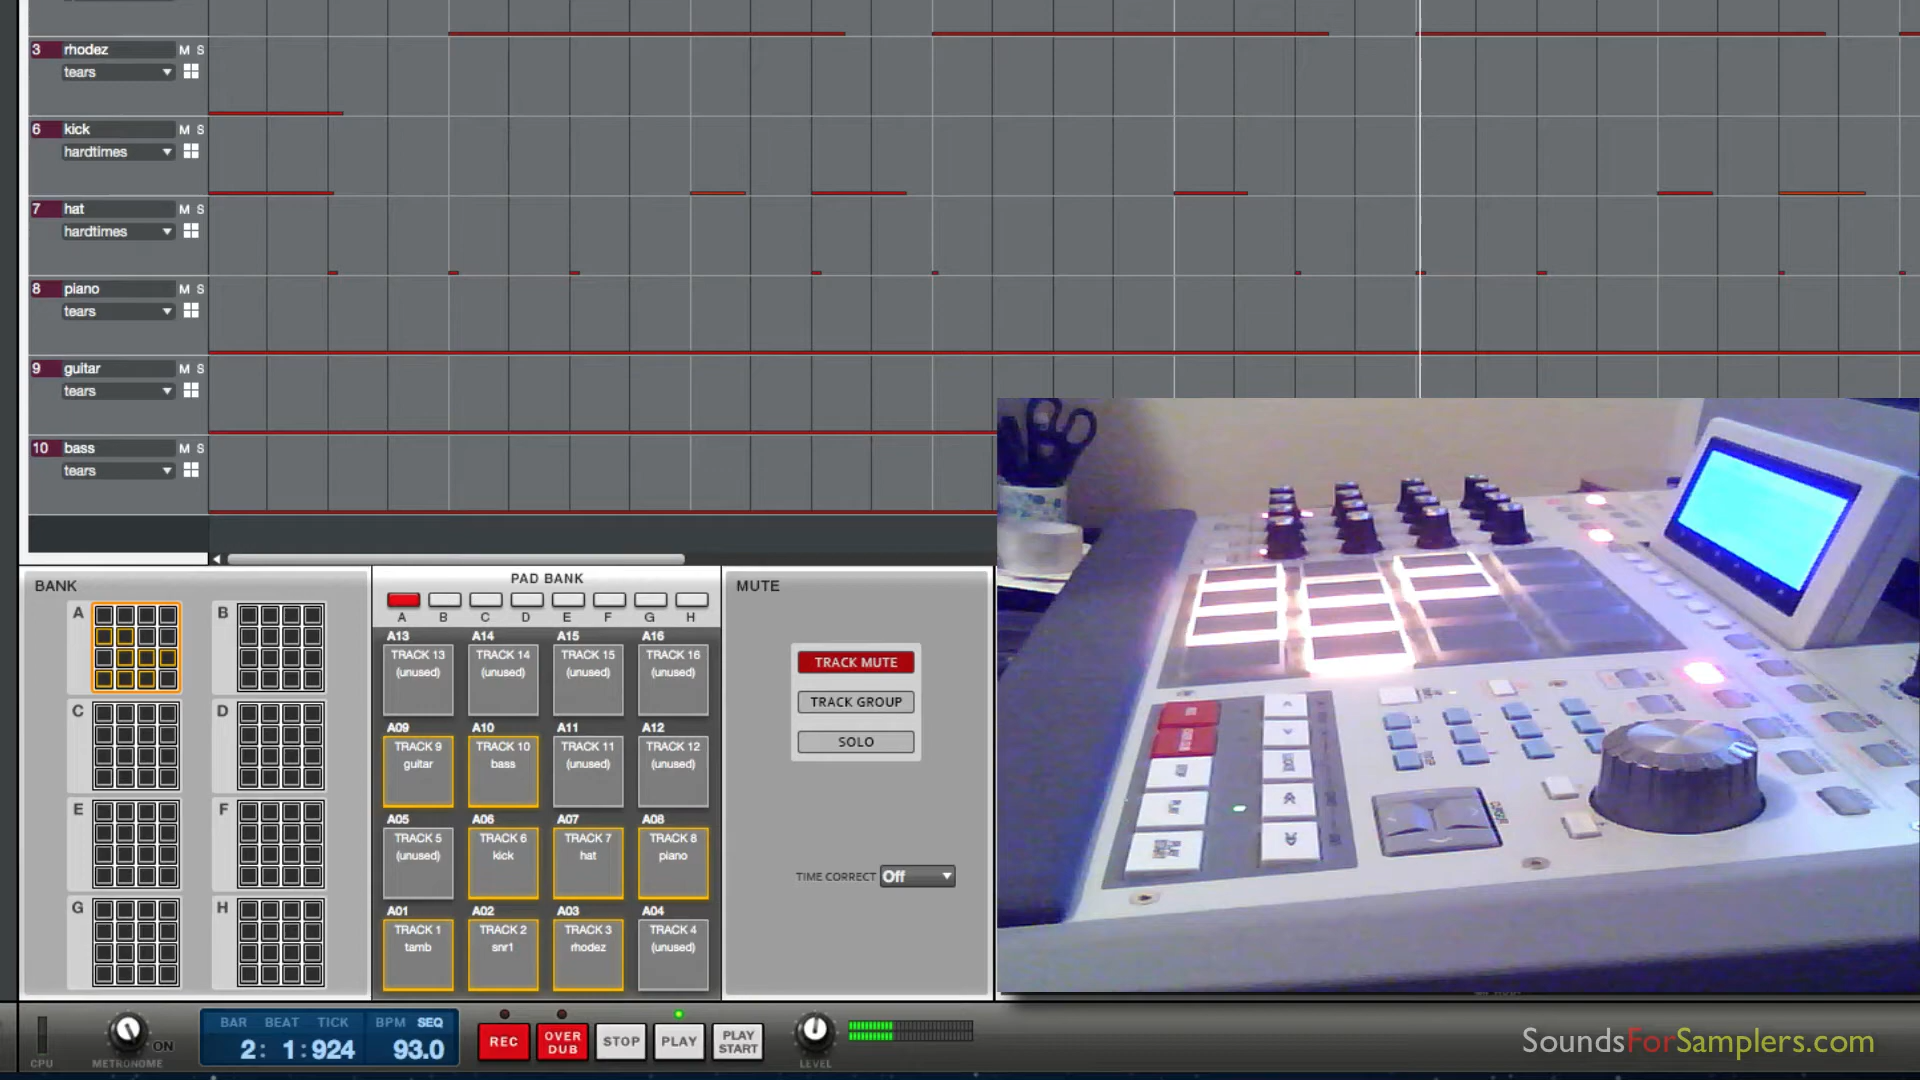 3 rhodez M S
tears
6 kick M S
hardtimes
7 hat M S
hardtimes
8 piano M S
tears
9 guitar M S
tears
10 bass M S
tears
BANK
A B
C D
E F
G H
PAD BANK
A B C D E F G H
A13 A14 A15 A16
TRACK 13 TRACK 14 TRACK 15 TRACK 16
(unused) (unused) (unused) (unused)
A09 A10 A11 A12
TRACK 9 TRACK 10 TRACK 11 TRACK 12
guitar bass (unused) (unused)
A05 A06 A07 A08
TRACK 5 TRACK 6 TRACK 7 TRACK 8
(unused) kick hat piano
A01 A02 A03 A04
TRACK 1 TRACK 2 TRACK 3 TRACK 4
tamb snr1 rhodez (unused)
MUTE
TRACK MUTE
TRACK GROUP
SOLO
TIME CORRECT Off
CPU
METRONOME
ON
BAR BEAT TICK BPM SEQ
2: 1:924 93.0
REC
OVER DUB
STOP
PLAY
PLAY START
LEVEL
SoundsForSamplers.com